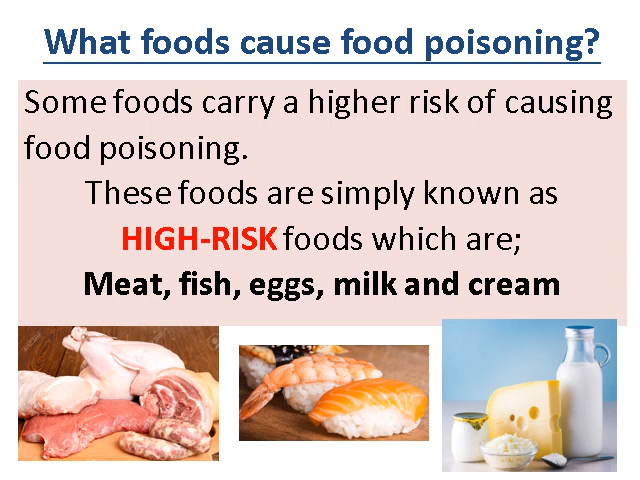 What foods cause food poisoning?
Some foods carry a higher risk of causing
food poisoning.
These foods are simply known as
HIGH-RISK foods which are;
Meat, fish, eggs, milk and cream